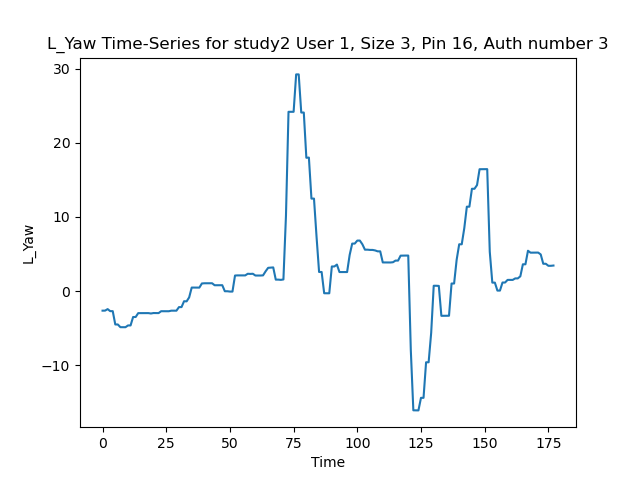 L_Yaw Time-Series for study2 User 1, Size 3, Pin 16, Auth number 3
30
20
10
0
−10
L_Yaw
0 25 50 75 100 125 150 175
Time